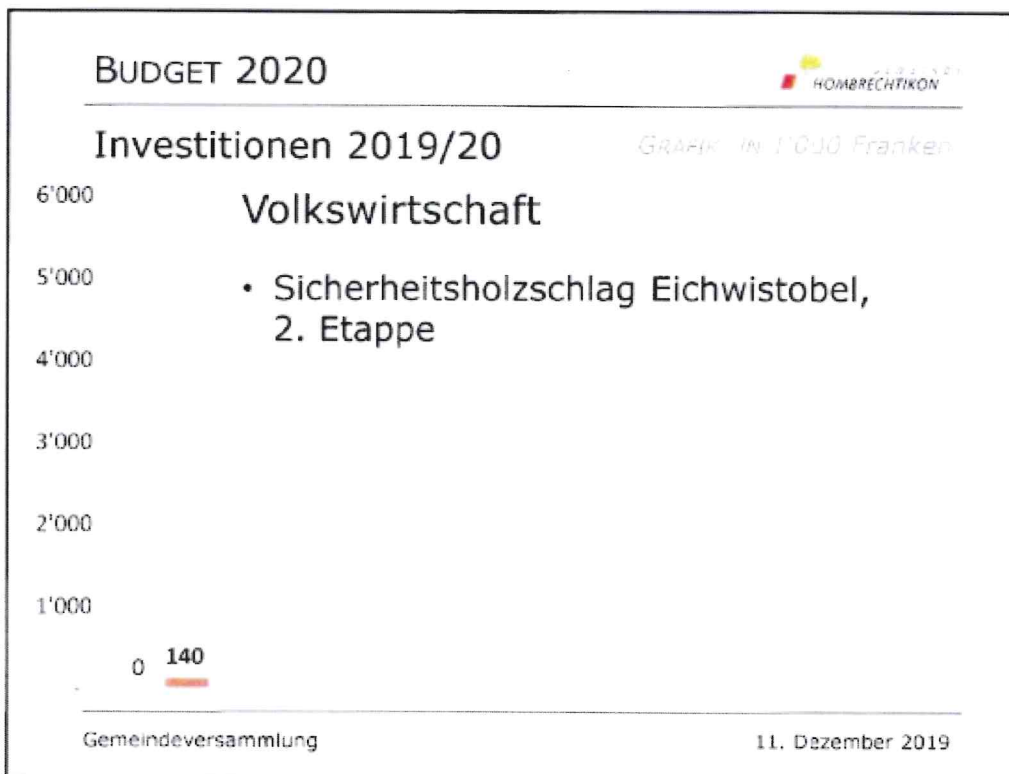 BUDGET 2020
HOMBRECHTIKON
Investitionen 2019/20
GRAFIK IN 1'000 Franken
6'000
Volkswirtschaft
5'000
• Sicherheitsholzschlag Eichwistobel,
2. Etappe
4'000
3'000
2'000
1'000
0 140
Gemeindeversammlung
11. Dezember 2019